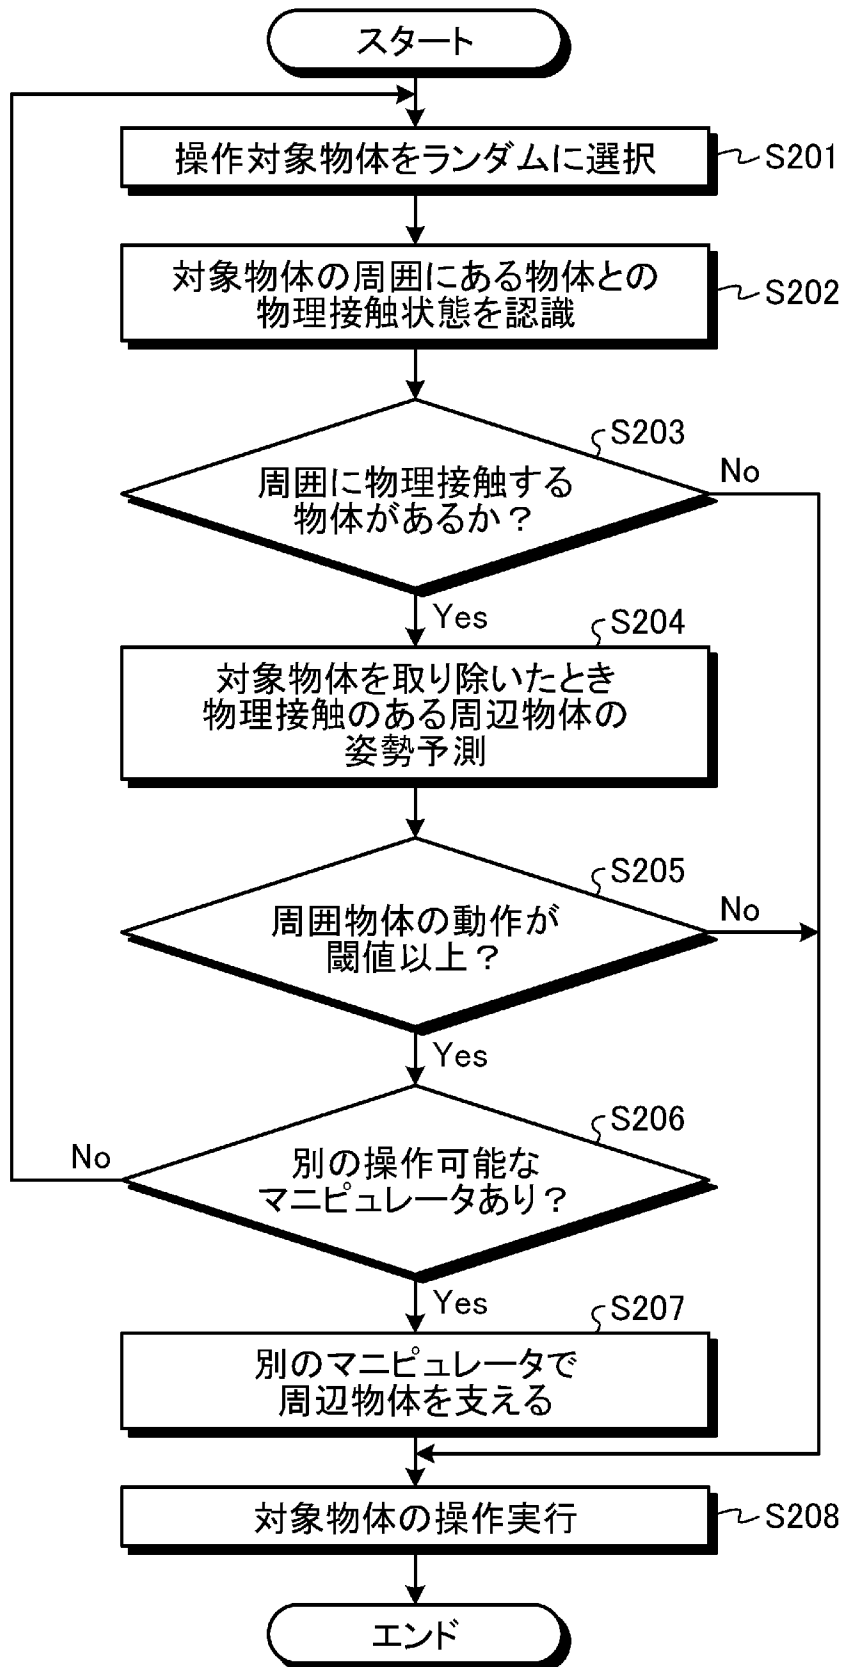 スタート
操作対象物体をランダムに選択
S201
対象物体の周囲にある物体との
物理接触状態を認識
S202
S203
周囲に物理接触する
物体があるか？
No
Yes
S204
対象物体を取り除いたとき
物理接触のある周辺物体の
姿勢予測
S205
周囲物体の動作が
閾値以上？
No
Yes
S206
別の操作可能な
マニピュレータあり？
No
Yes
S207
別のマニピュレータで
周辺物体を支える
対象物体の操作実行
S208
エンド